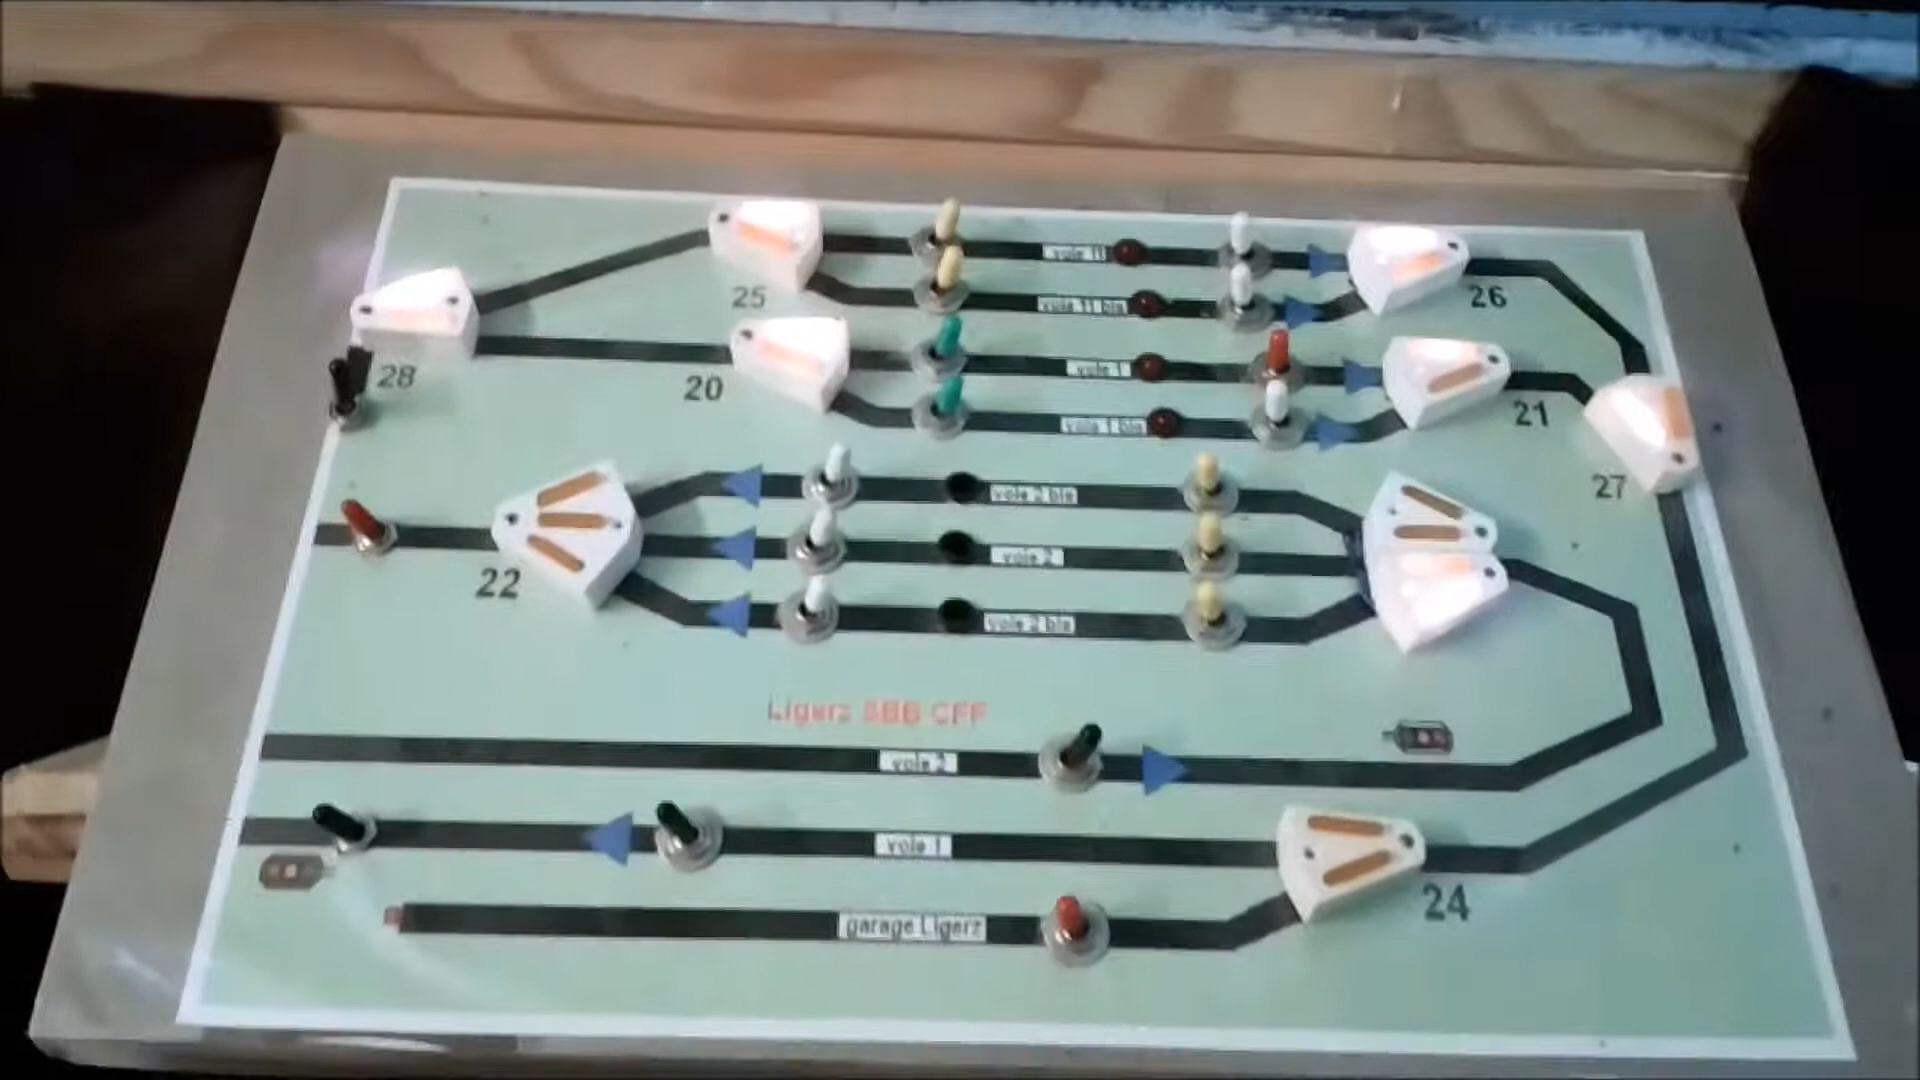 voie 11
25
voie 11 bis
26
28
20
voie 1
21
voie 1 bis
27
voie 2 bis
22
voie 2
voie 2 bis
Ligerz SBB CFF
voie 2
voie 1
24
garage Ligerz